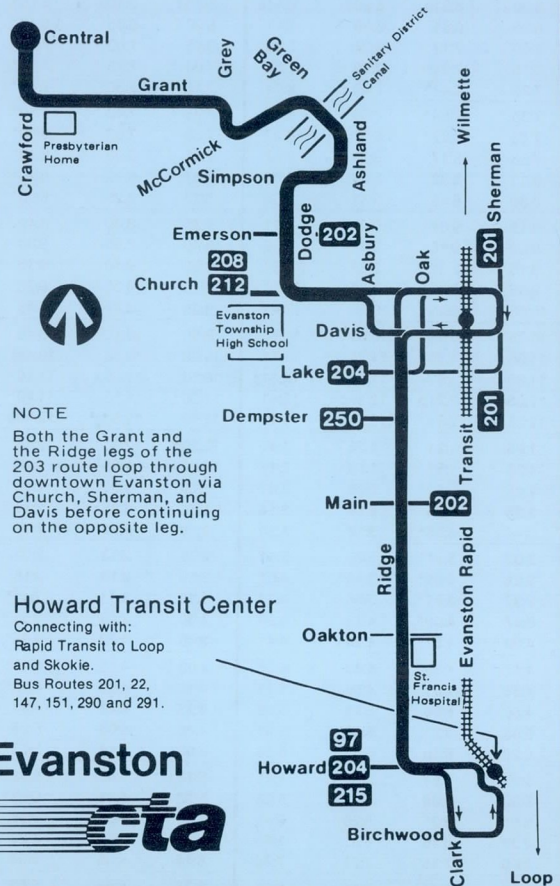 Central
Grant
Grey
Green
Bay
Sanitary District
Canal
Crawford
Presbyterian
Home
McCormick
Simpson
Ashland
Wilmette
Sherman
Emerson
Dodge
202
Asbury
Oak
201
208
Church 212
Evanston
Township
High School
Davis
Lake 204
201
Dempster 250
NOTE
Both the Grant and
the Ridge legs of the
203 route loop through
downtown Evanston via
Church, Sherman, and
Davis before continuing
on the opposite leg.
Main
202
Evanston Rapid Transit
Ridge
Howard Transit Center
Connecting with:
Rapid Transit to Loop
and Skokie.
Bus Routes 201, 22,
147, 151, 290 and 291.
Oakton
St.
Francis
Hospital
97
Howard 204
215
Evanston
cta
Birchwood
Clark
Loop